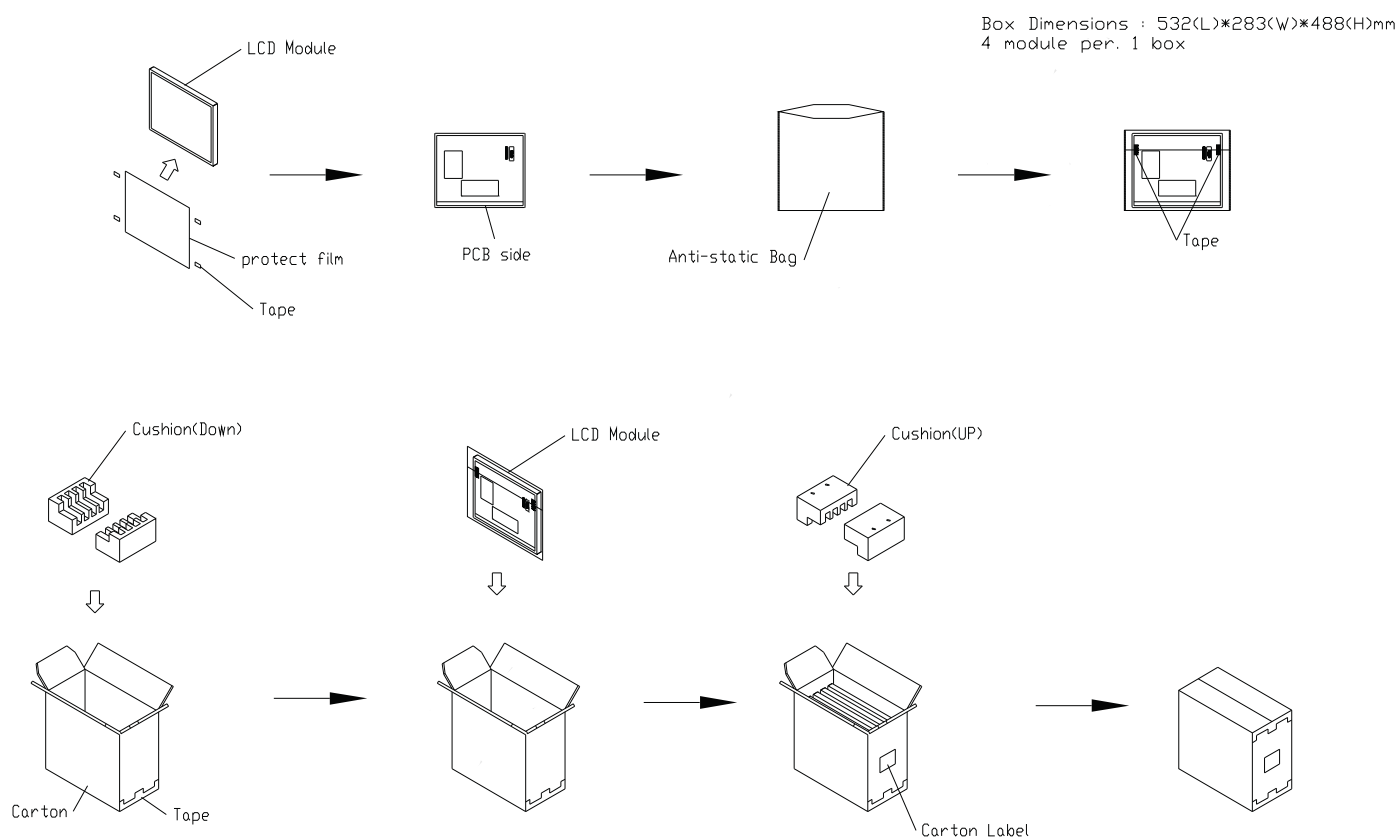 Box Dimensions : 532(L)*283(W)*488(H)mm
4 module per. 1 box
LCD Module
protect film
Tape
PCB side
Anti-static Bag
Tape
Cushion(Down)
LCD Module
Cushion(UP)
Carton
Tape
Carton Label